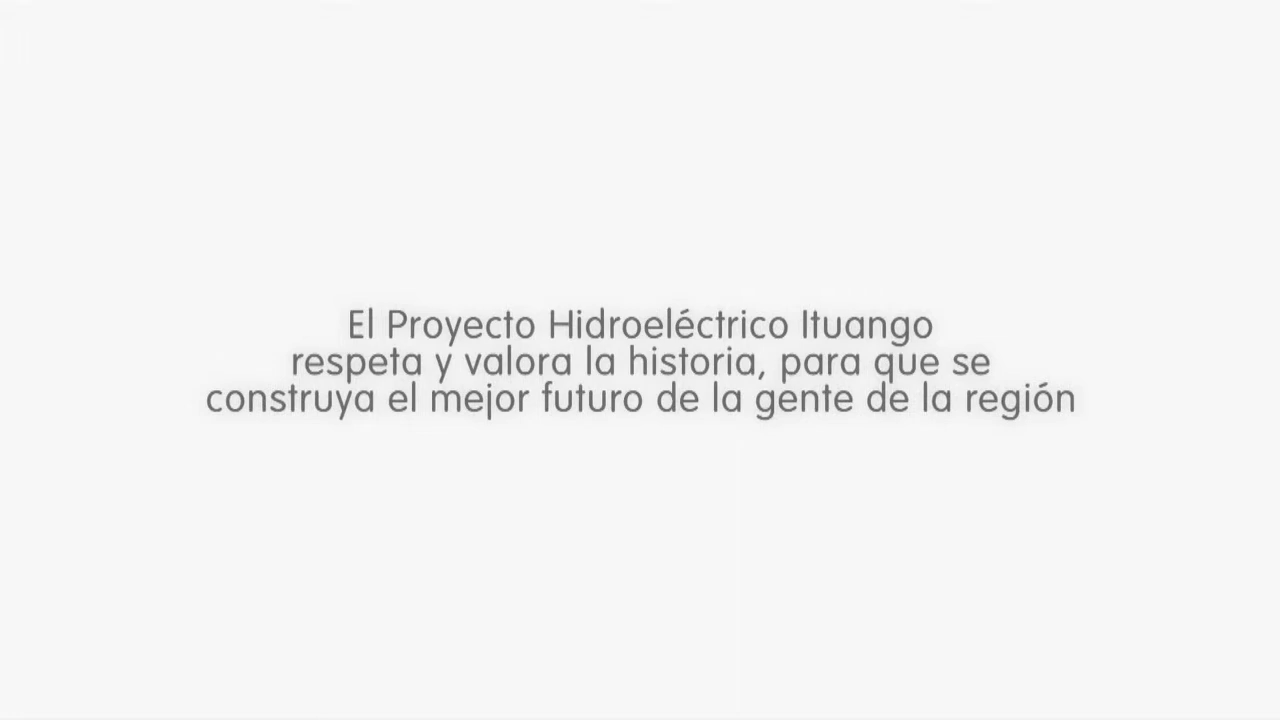 El Proyecto Hidroeléctrico Ituango
respeta y valora la historia, para que se
construya el mejor futuro de la gente de la región